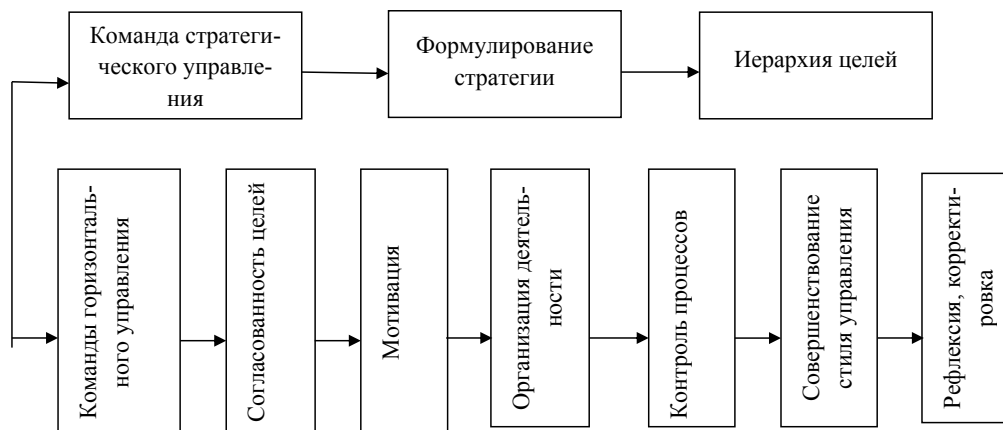 Команда стратеги-
ческого управле-
ния
Формулирование
стратегии
Иерархия целей
Команды горизонталь-
ного управления
Согласованность целей
Мотивация
Организация деятель-
ности
Контроль процессов
Совершенствование
стиля управления
Рефлексия, корректи-
ровка